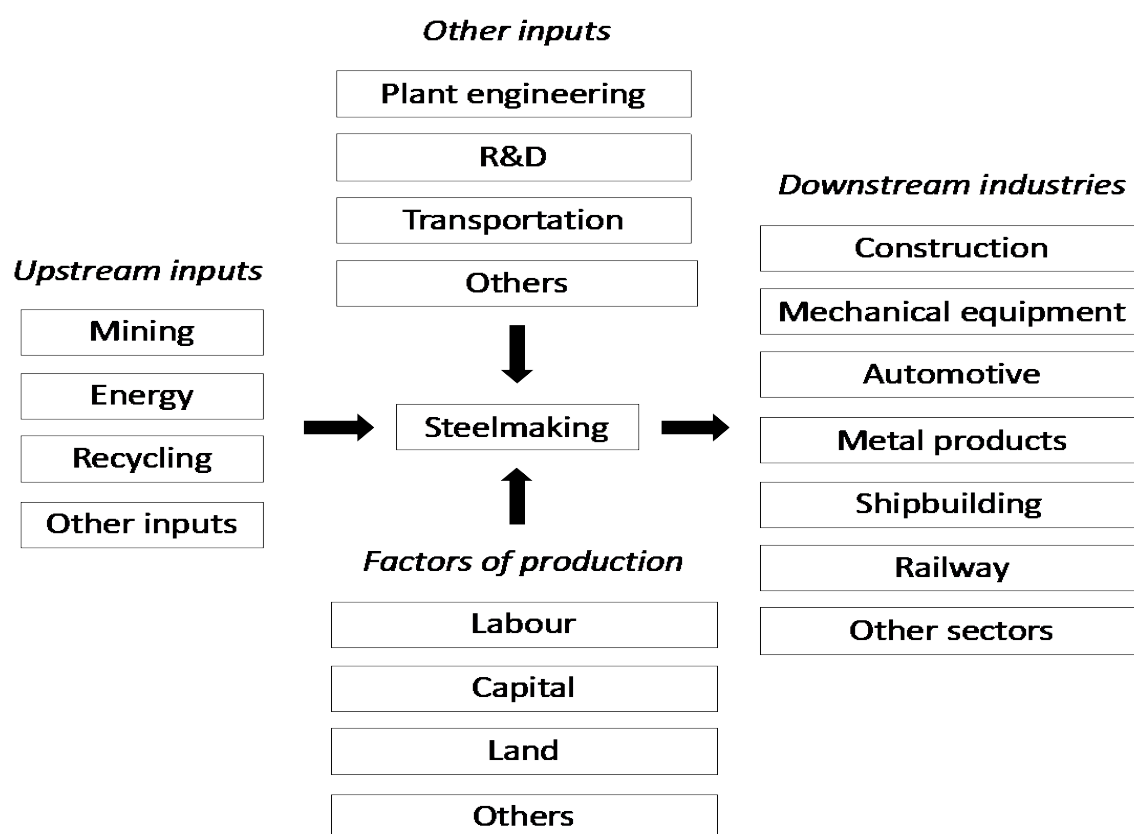 Other inputs
Plant engineering
R&D
Transportation
Others
Upstream inputs
Mining
Energy
Recycling
Other inputs
Steelmaking
Factors of production
Labour
Capital
Land
Others
Downstream industries
Construction
Mechanical equipment
Automotive
Metal products
Shipbuilding
Railway
Other sectors